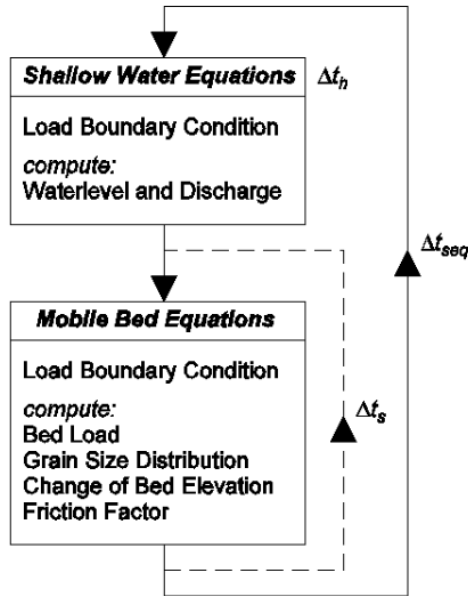 Shallow Water Equations
Δt_h
Load Boundary Condition
compute:
Waterlevel and Discharge
Δt_seq
Mobile Bed Equations
Load Boundary Condition
compute:
Bed Load
Δt_s
Grain Size Distribution
Change of Bed Elevation
Friction Factor